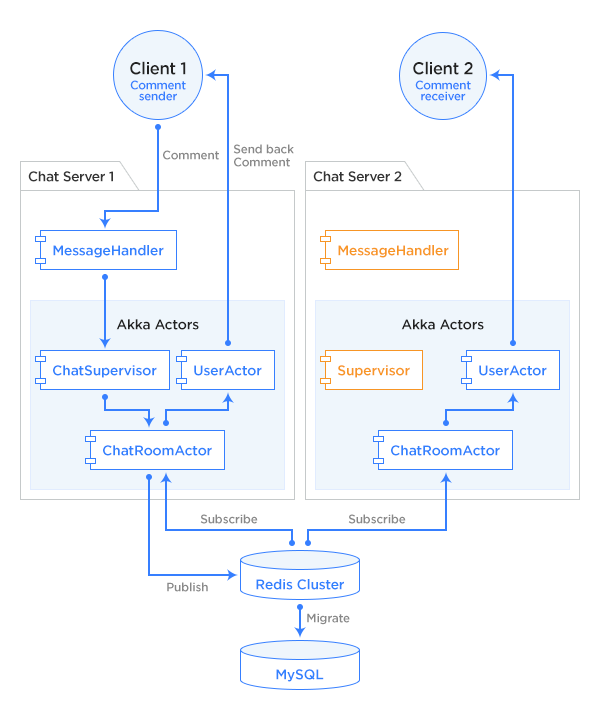 Client 1
Comment
sender
Client 2
Comment
receiver
Comment
Send back
Comment
Chat Server 1
Chat Server 2
MessageHandler
MessageHandler
Akka Actors
Akka Actors
ChatSupervisor
UserActor
Supervisor
UserActor
ChatRoomActor
ChatRoomActor
Subscribe
Subscribe
Publish
Redis Cluster
Migrate
MySQL